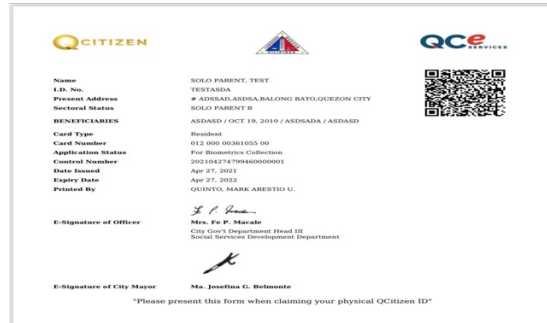 QCITIZEN
QCe
SERVICES
Name SOLO PARENT, TEST
I.D. No. TESTASDA
Present Address # ADSSAD,ASDSA,BALONG BATO,QUEZON CITY
Sectoral Status SOLO PARENT B
BENEFICIARIES ASDASD / OCT 19, 2010 / ASDSADA / ASDASD
Card Type Resident
Card Number 012 000 00361055 00
Application Status For Biometrics Collection
Control Number 202104274799460000001
Date Issued Apr 27, 2021
Expiry Date Apr 27, 2022
Printed By QUINTO, MARK ARESTIO U.
E-Signature of Officer Mrs. Fe P. Macale
City Gov't Department Head III
Social Services Development Department
E-Signature of City Mayor Ma. Josefina G. Belmonte
"Please present this form when claiming your physical QCitizen ID"